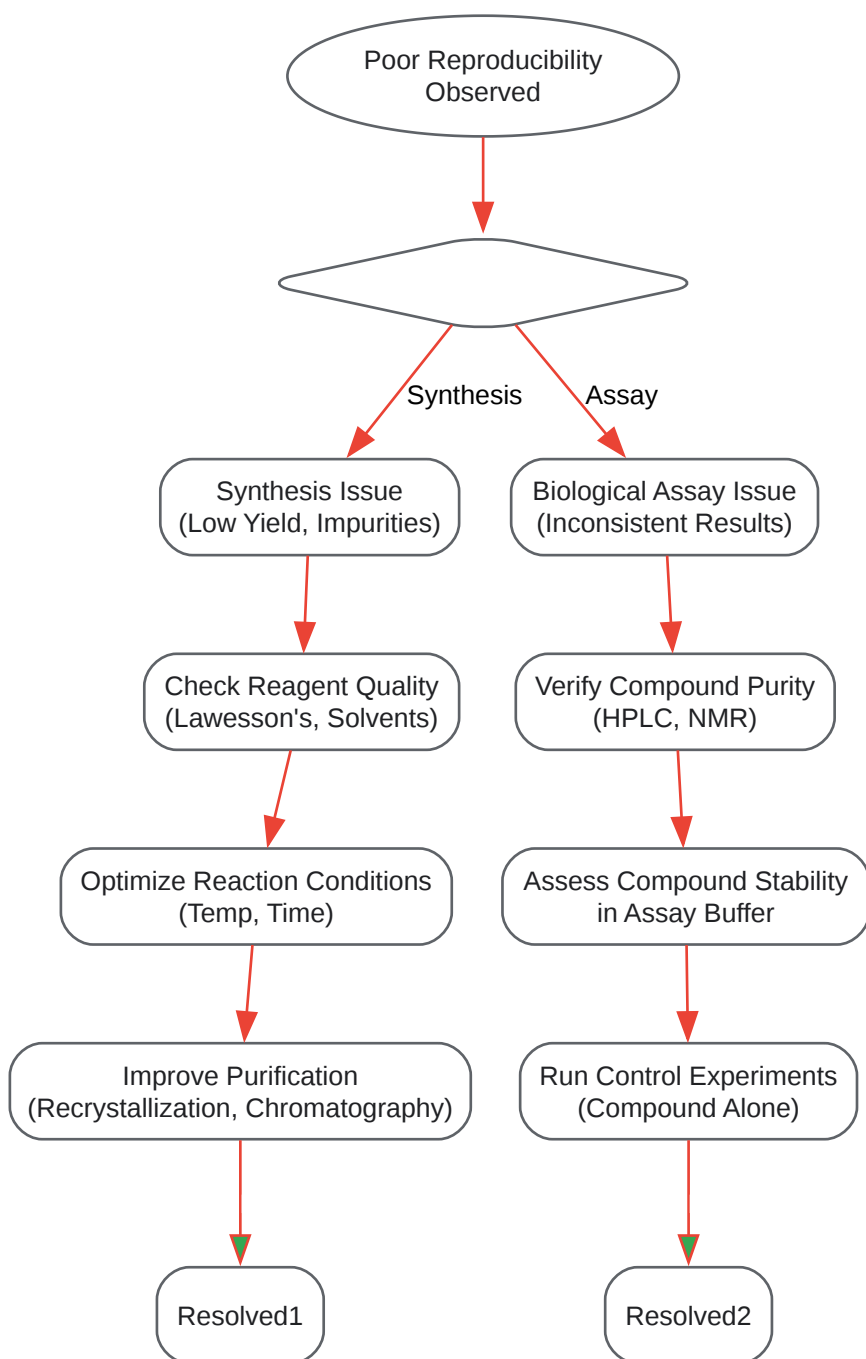 Poor Reproducibility
Observed
Synthesis
Assay
Synthesis Issue
(Low Yield, Impurities)
Biological Assay Issue
(Inconsistent Results)
Check Reagent Quality
(Lawesson's, Solvents)
Verify Compound Purity
(HPLC, NMR)
Optimize Reaction Conditions
(Temp, Time)
Assess Compound Stability
in Assay Buffer
Improve Purification
(Recrystallization, Chromatography)
Run Control Experiments
(Compound Alone)
Resolved1
Resolved2